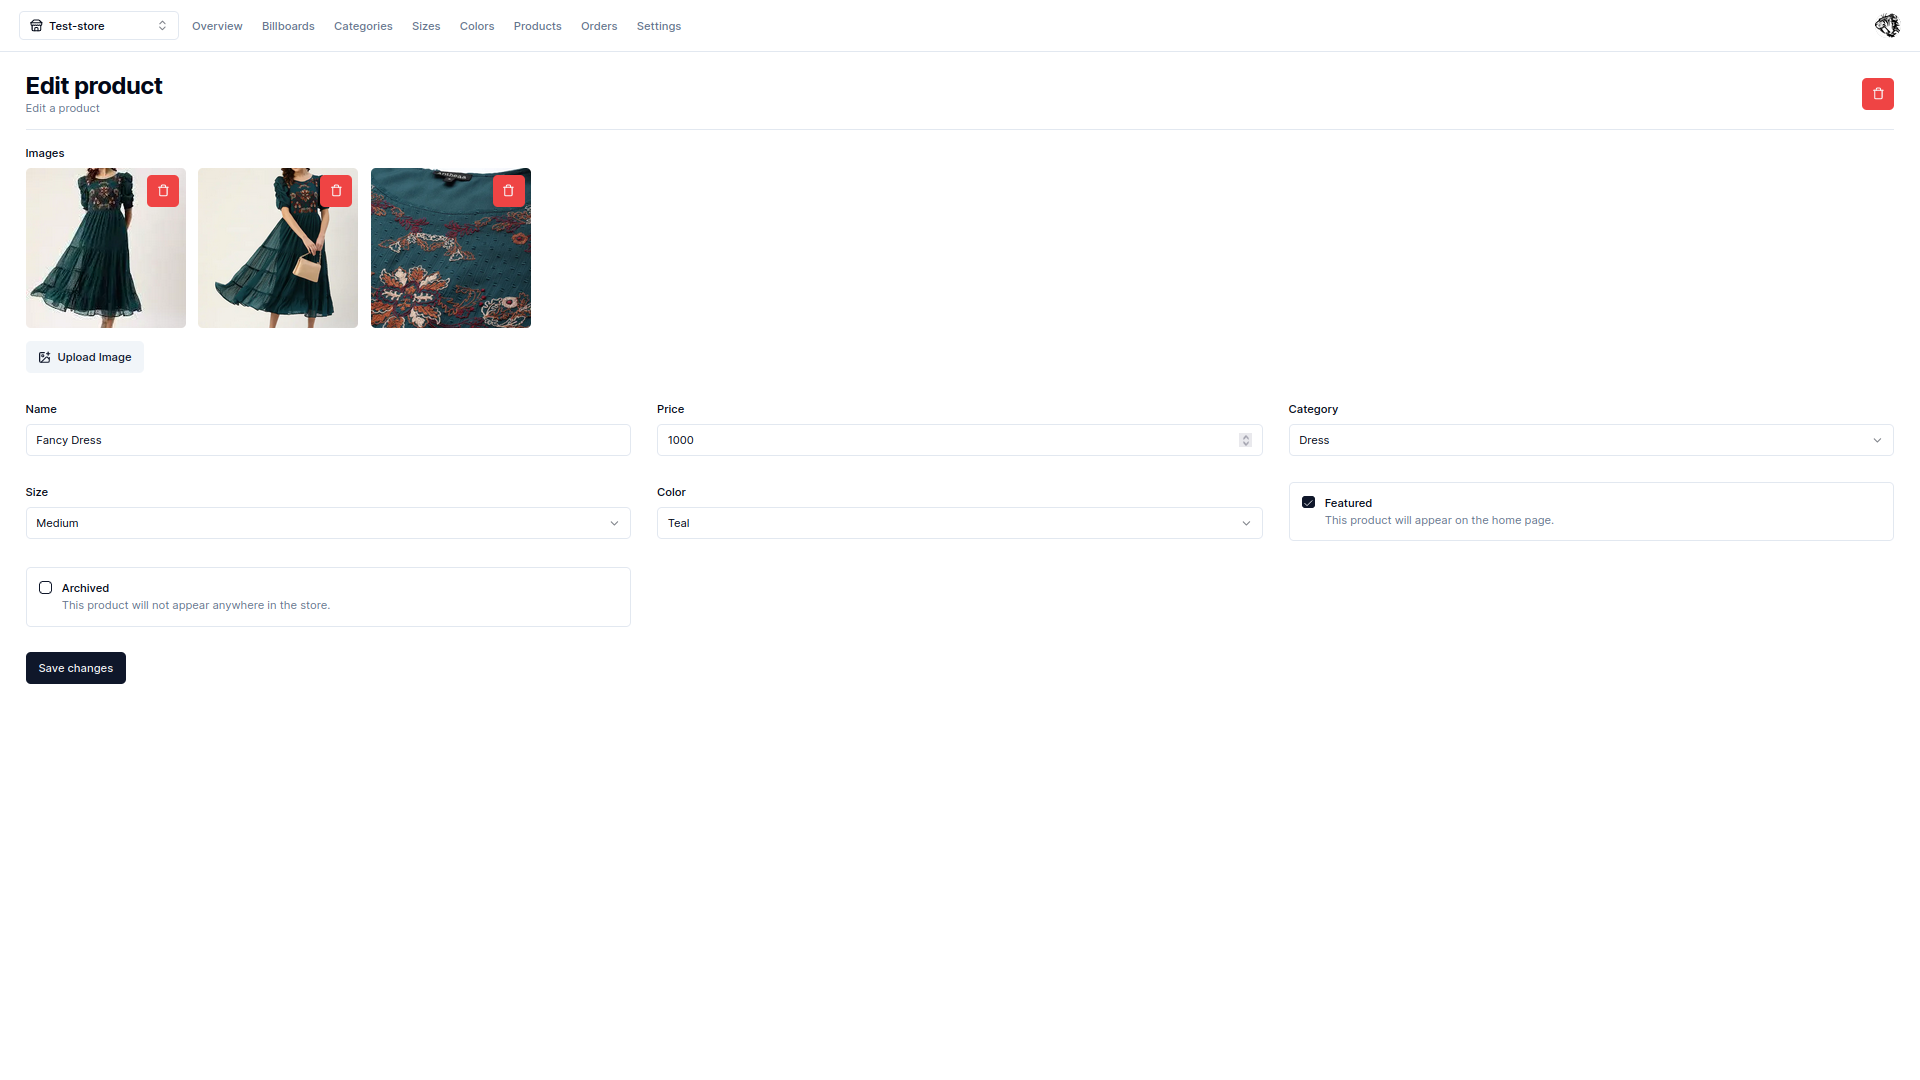 Test-store
Overview
Billboards
Categories
Sizes
Colors
Products
Orders
Settings
Edit product
Edit a product
Images
Upload Image
Name
Price
Category
Fancy Dress
1000
Dress
Size
Color
Featured
This product will appear on the home page.
Medium
Teal
Archived
This product will not appear anywhere in the store.
Save changes